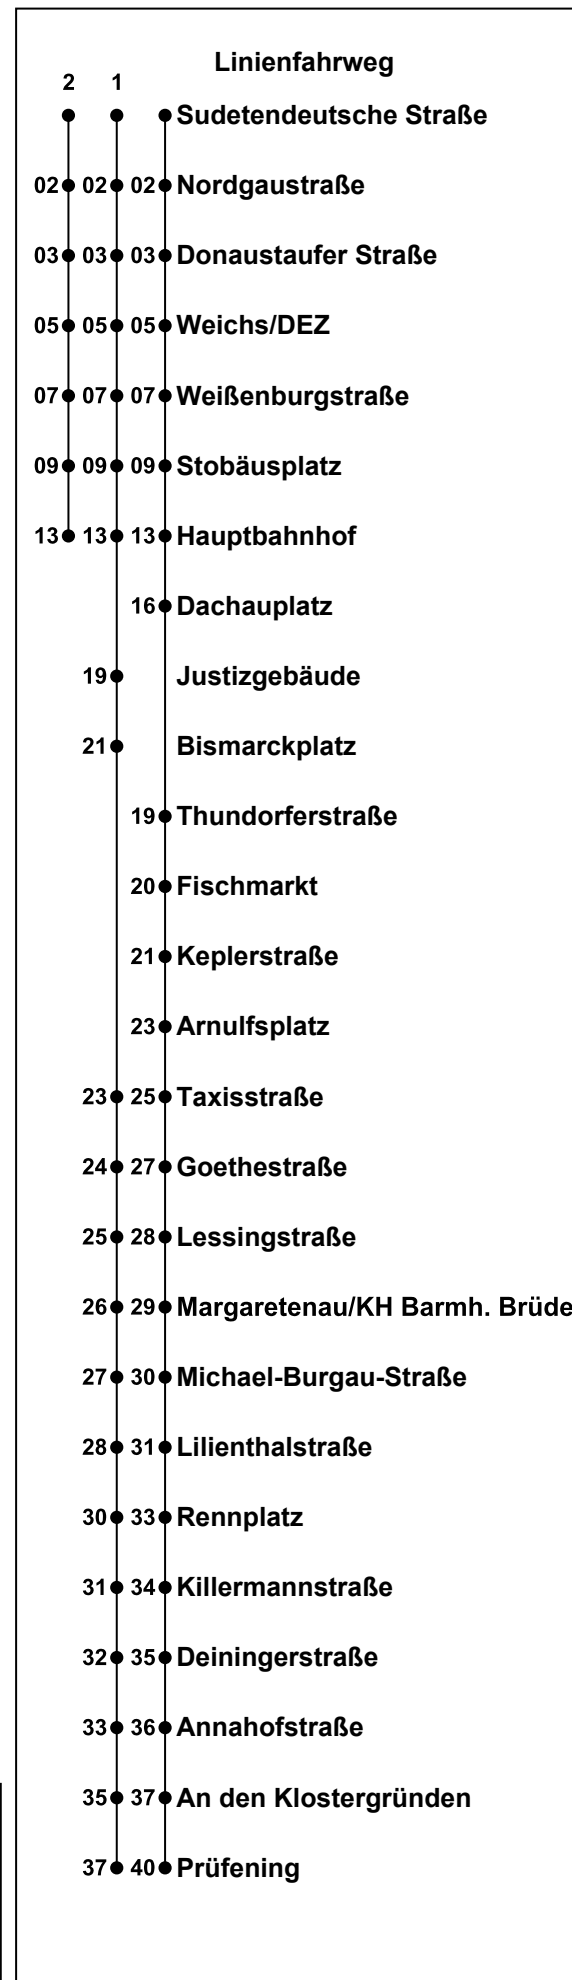 Linienfahrweg
2 1
Sudetendeutsche Straße
02 02 02 Nordgaustraße
03 03 03 Donaustaufer Straße
05 05 05 Weichs/DEZ
07 07 07 Weißenburgstraße
09 09 09 Stobäusplatz
13 13 13 Hauptbahnhof
16 Dachauplatz
19 Justizgebäude
21 Bismarckplatz
19 Thundorferstraße
20 Fischmarkt
21 Keplerstraße
23 Arnulfsplatz
23 25 Taxisstraße
24 27 Goethestraße
25 28 Lessingstraße
26 29 Margaretenau/KH Barmh. Brüde
27 30 Michael-Burgau-Straße
28 31 Lilienthalstraße
30 33 Rennplatz
31 34 Killermannstraße
32 35 Deiningerstraße
33 36 Annahofstraße
35 37 An den Klostergründen
37 40 Prüfening